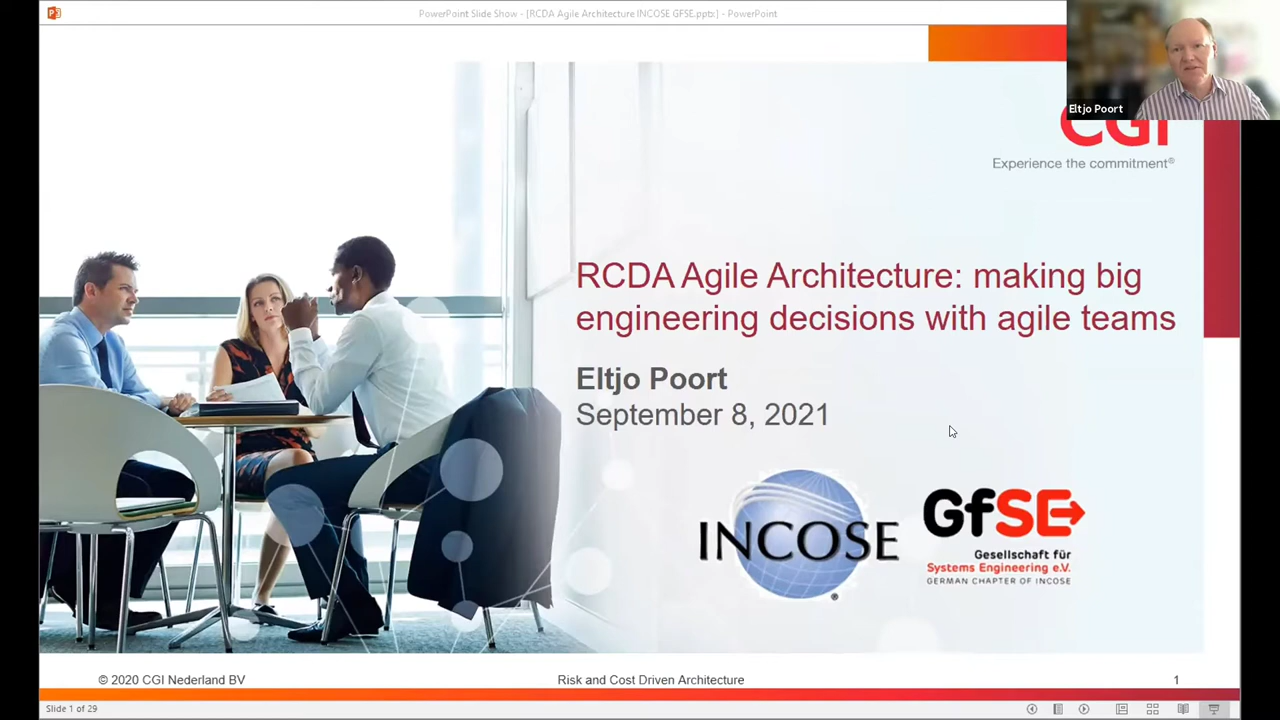 PowerPoint Slide Show - [RCDA Agile Architecture INCOSE GFSE.pptx] - PowerPoint
Eltjo Poort
CGI
Experience the commitment®
RCDA Agile Architecture: making big
engineering decisions with agile teams
Eltjo Poort
September 8, 2021
INCOSE
GfSE
Gesellschaft für
Systems Engineering e.V.
GERMAN CHAPTER OF INCOSE
© 2020 CGI Nederland BV
Risk and Cost Driven Architecture
1
Slide 1 of 29